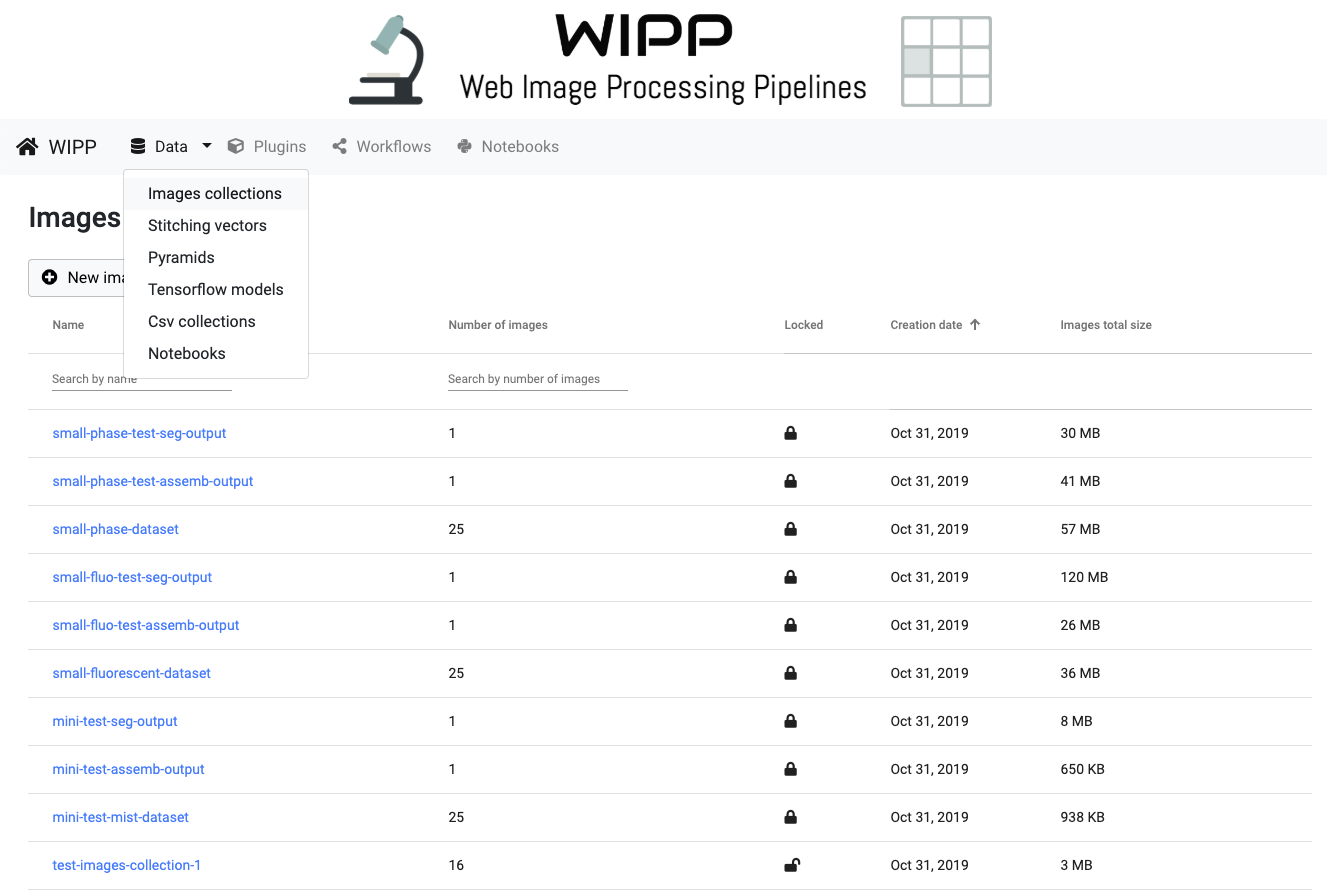 WIPP
Web Image Processing Pipelines
WIPP Data Plugins Workflows Notebooks
Images collections
Stitching vectors
Pyramids
Tensorflow models
Csv collections
Notebooks
Images
New ima
Name Number of images Locked Creation date Images total size
Search by name Search by number of images
small-phase-test-seg-output 1 Oct 31, 2019 30 MB
small-phase-test-assemb-output 1 Oct 31, 2019 41 MB
small-phase-dataset 25 Oct 31, 2019 57 MB
small-fluo-test-seg-output 1 Oct 31, 2019 120 MB
small-fluo-test-assemb-output 1 Oct 31, 2019 26 MB
small-fluorescent-dataset 25 Oct 31, 2019 36 MB
mini-test-seg-output 1 Oct 31, 2019 8 MB
mini-test-assemb-output 1 Oct 31, 2019 650 KB
mini-test-mist-dataset 25 Oct 31, 2019 938 KB
test-images-collection-1 16 Oct 31, 2019 3 MB